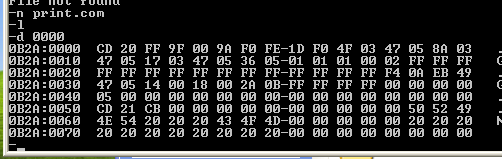 File not found
-n print.com
-l
-d 0000
0B2A:0000 CD 20 FF 9F 00 9A F0 FE-1D F0 4F 03 47 05 8A 03
0B2A:0010 47 05 17 03 47 05 36 05-01 01 01 00 02 FF FF FF
0B2A:0020 FF FF FF FF FF FF FF FF-FF FF FF FF F4 0A EB 49
0B2A:0030 47 05 14 00 18 00 2A 0B-FF FF FF FF 00 00 00 00
0B2A:0040 05 00 00 00 00 00 00 00-00 00 00 00 00 00 00 00
0B2A:0050 CD 21 CB 00 00 00 00 00-00 00 00 00 00 50 52 49
0B2A:0060 4E 54 20 20 20 43 4F 4D-00 00 00 00 00 20 20 20
0B2A:0070 20 20 20 20 20 20 20 20-00 00 00 00 00 00 00 00
-